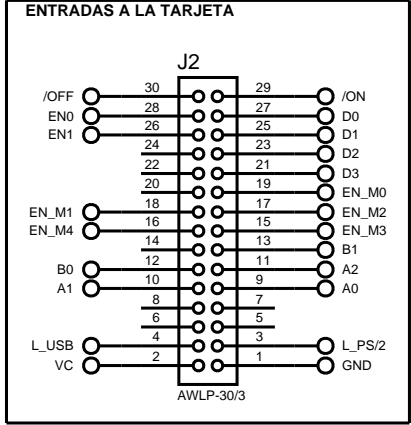 ENTRADAS A LA TARJETA
J2
/OFF 30 29 /ON
EN0 28 27 D0
EN1 26 25 D1
24 23 D2
22 21 D3
20 19 EN_M0
EN_M1 18 17 EN_M2
EN_M4 16 15 EN_M3
14 13 B1
B0 12 11 A2
A1 10 9 A0
8 7
6 5
L_USB 4 3 L_PS/2
VC 2 1 GND
AWLP-30/3